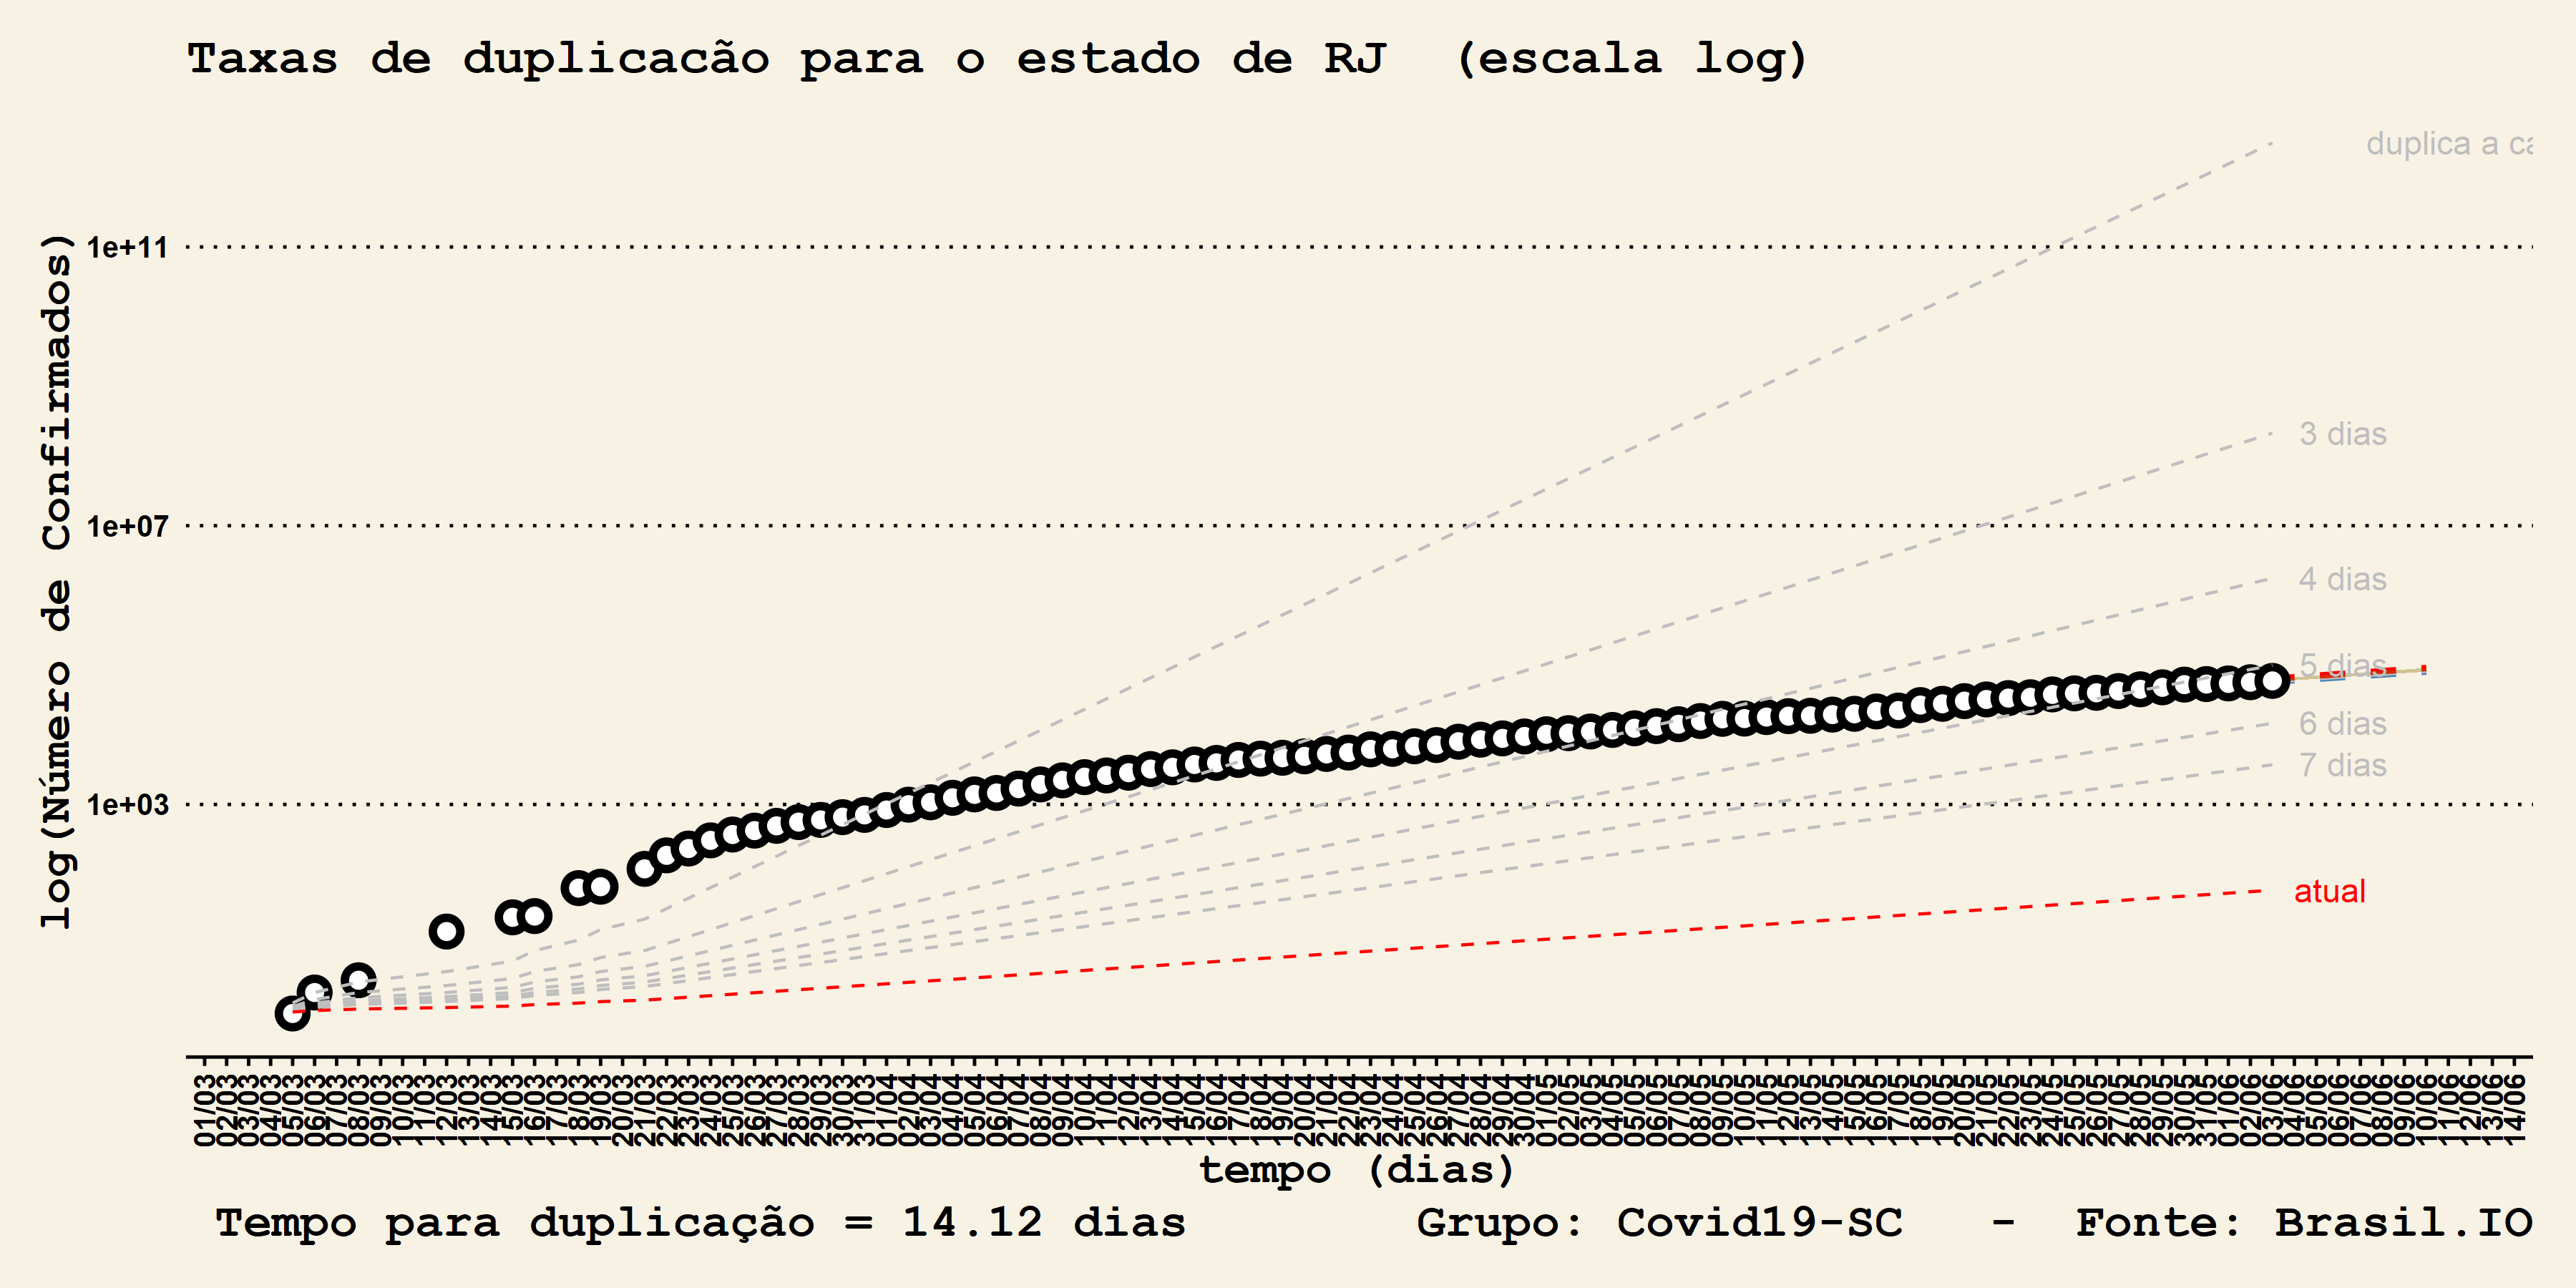 Taxas de duplicacão para o estado de RJ (escala log)
log(Número de Confirmados)
1e+11
1e+07
1e+03
duplica a ca
3 dias
4 dias
5 dias
6 dias
7 dias
atual
01/03 02/03 03/03 04/03 05/03 06/03 07/03 08/03 09/03 10/03 11/03 12/03 13/03 14/03 15/03 16/03 17/03 18/03 19/03 20/03 21/03 22/03 23/03 24/03 25/03 26/03 27/03 28/03 29/03 30/03 31/03 01/04 02/04 03/04 04/04 05/04 06/04 07/04 08/04 09/04 10/04 11/04 12/04 13/04 14/04 15/04 16/04 17/04 18/04 19/04 20/04 21/04 22/04 23/04 24/04 25/04 26/04 27/04 28/04 29/04 30/04 01/05 02/05 03/05 04/05 05/05 06/05 07/05 08/05 09/05 10/05 11/05 12/05 13/05 14/05 15/05 16/05 17/05 18/05 19/05 20/05 21/05 22/05 23/05 24/05 25/05 26/05 27/05 28/05 29/05 30/05 31/05 01/06 02/06 03/06 04/06 05/06 06/06 07/06 08/06 09/06 10/06 11/06 12/06 13/06 14/06
tempo (dias)
Tempo para duplicação = 14.12 dias Grupo: Covid19-SC - Fonte: Brasil.IO